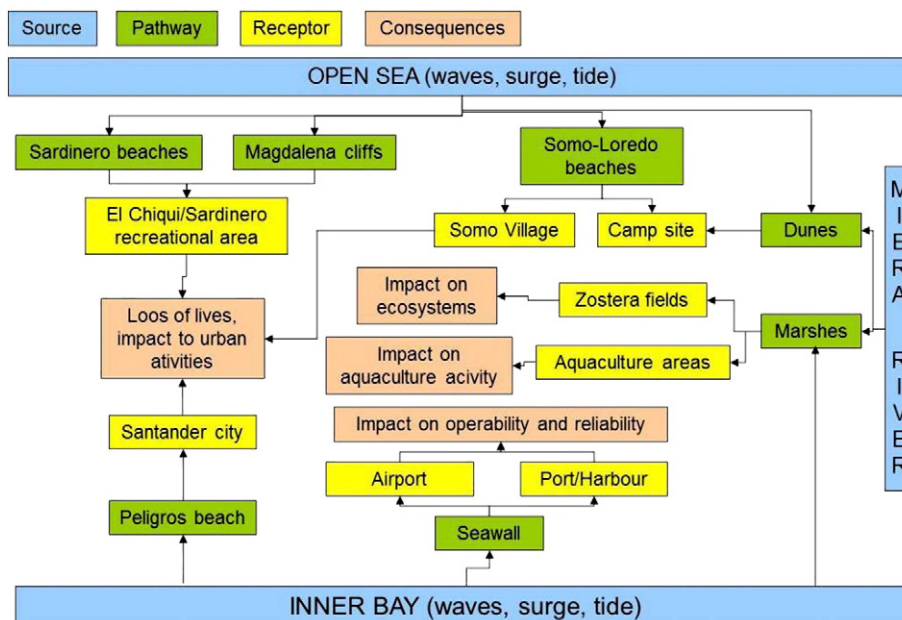 Source
Pathway
Receptor
Consequences
OPEN SEA (waves, surge, tide)
Sardinero beaches
Magdalena cliffs
Somo-Loredo
beaches
El Chiqui/Sardinero
recreational area
Somo Village
Camp site
Dunes
Impact on
ecosystems
Zostera fields
Marshes
Loos of lives,
impact to urban
ativities
Impact on
aquaculture acivity
Aquaculture areas
Impact on operability and reliability
Santander city
Airport
Port/Harbour
Peligros beach
Seawall
MIERA
RIVER
INNER BAY (waves, surge, tide)